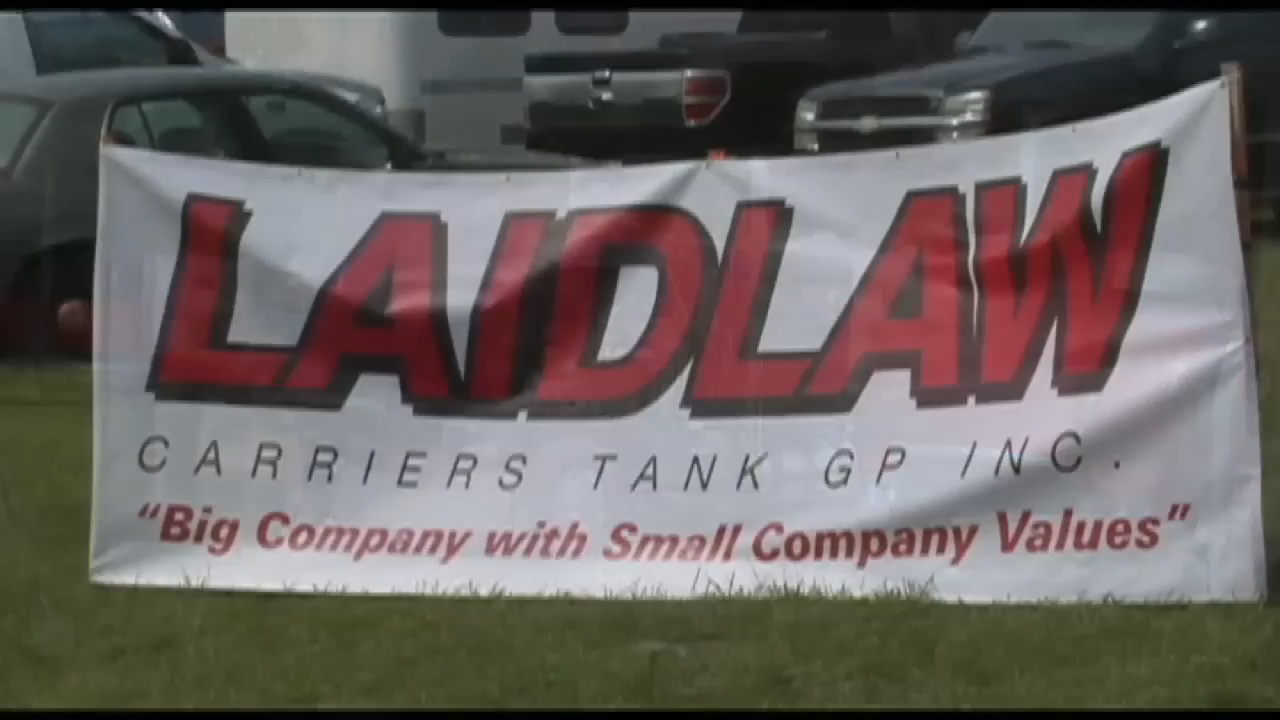 LAIDLAW
CARRIERS TANK GP INC.
"Big Company with Small Company Values"